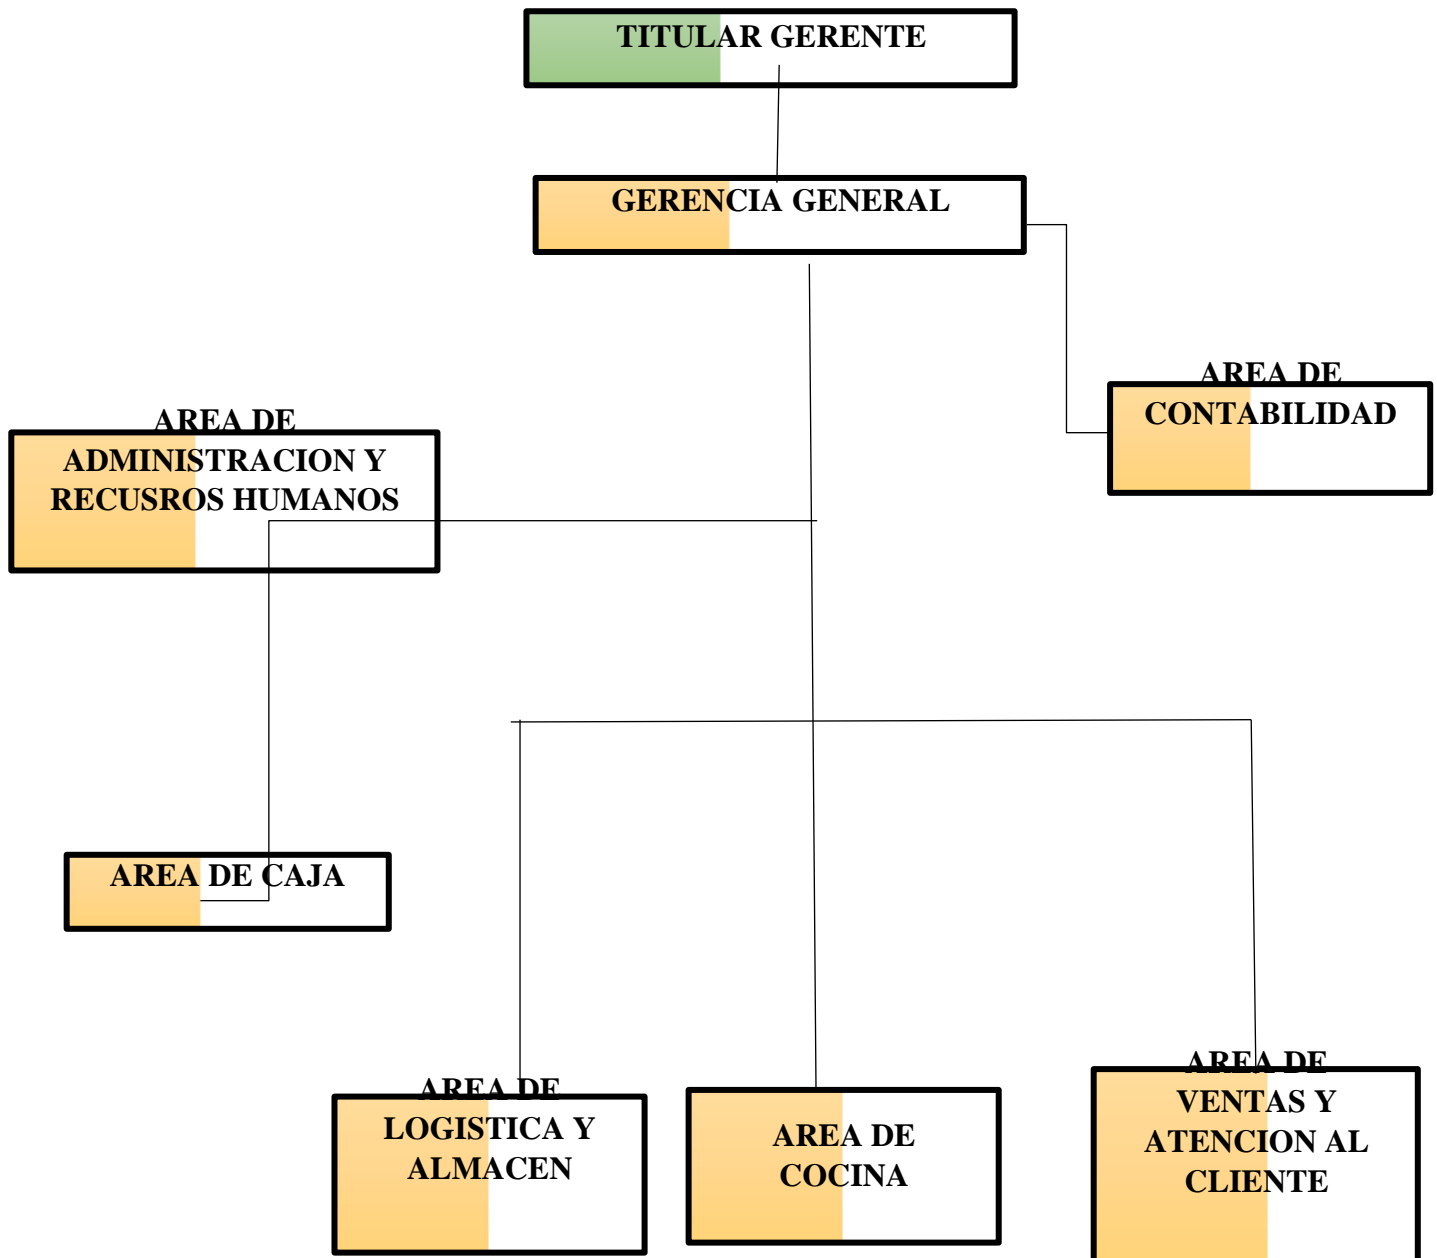 TITULAR GERENTE
GERENCIA GENERAL
AREA DE
CONTABILIDAD
AREA DE
ADMINISTRACION Y
RECUSROS HUMANOS
AREA DE CAJA
AREA DE
LOGISTICA Y
ALMACEN
AREA DE
COCINA
AREA DE
VENTAS Y
ATENCION AL
CLIENTE